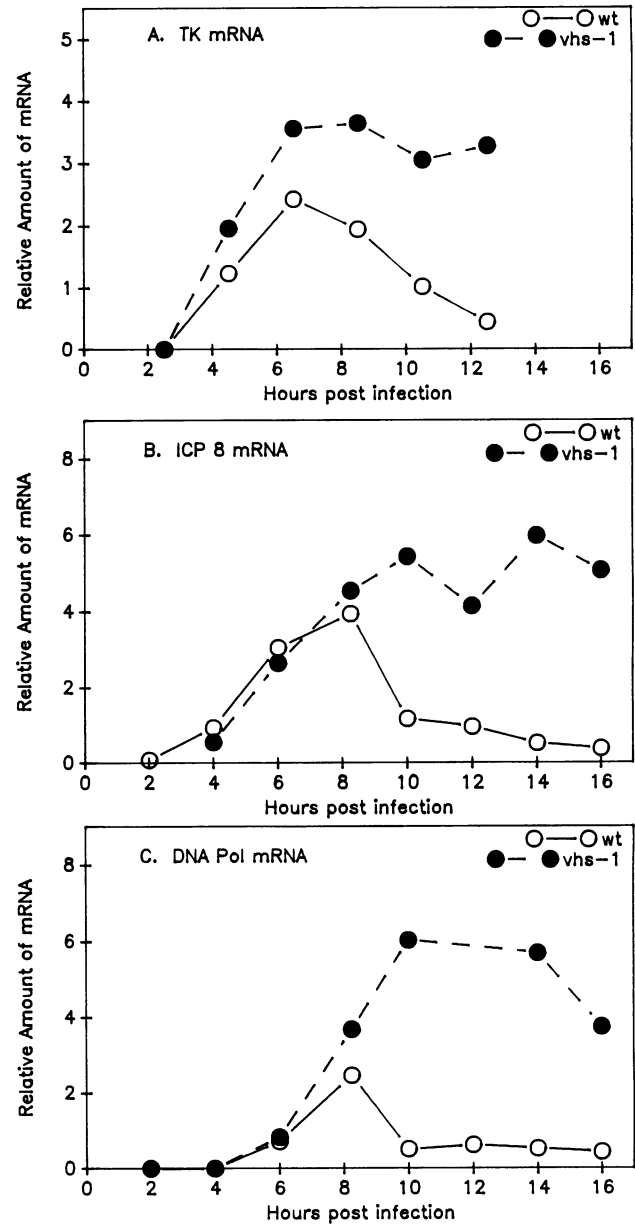 A. TK mRNA
wt
vhs-1
Relative Amount of mRNA
5
4
3
2
1
0
0 2 4 6 8 10 12 14 16
Hours post infection
B. ICP 8 mRNA
wt
vhs-1
Relative Amount of mRNA
8
6
4
2
0
0 2 4 6 8 10 12 14 16
Hours post infection
C. DNA Pol mRNA
wt
vhs-1
Relative Amount of mRNA
8
6
4
2
0
0 2 4 6 8 10 12 14 16
Hours post infection